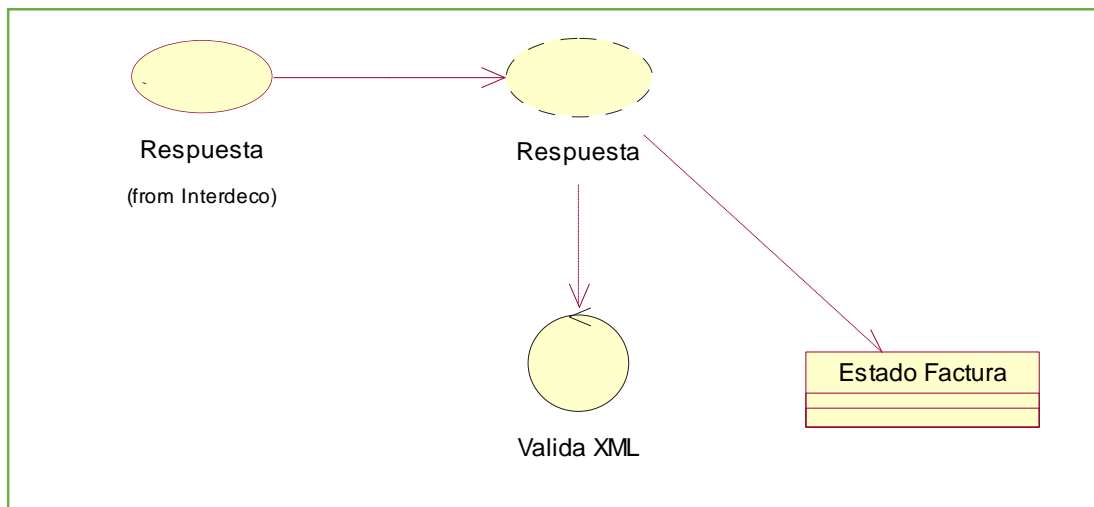 Respuesta
(from Interdeco)
Respuesta
Valida XML
Estado Factura